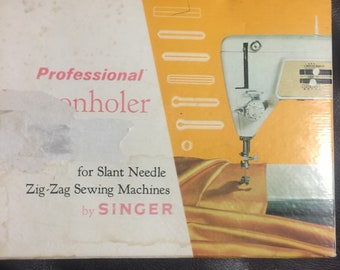 Professional
onholer
for Slant Needle
Zig-Zag Sewing Machines
by SINGER